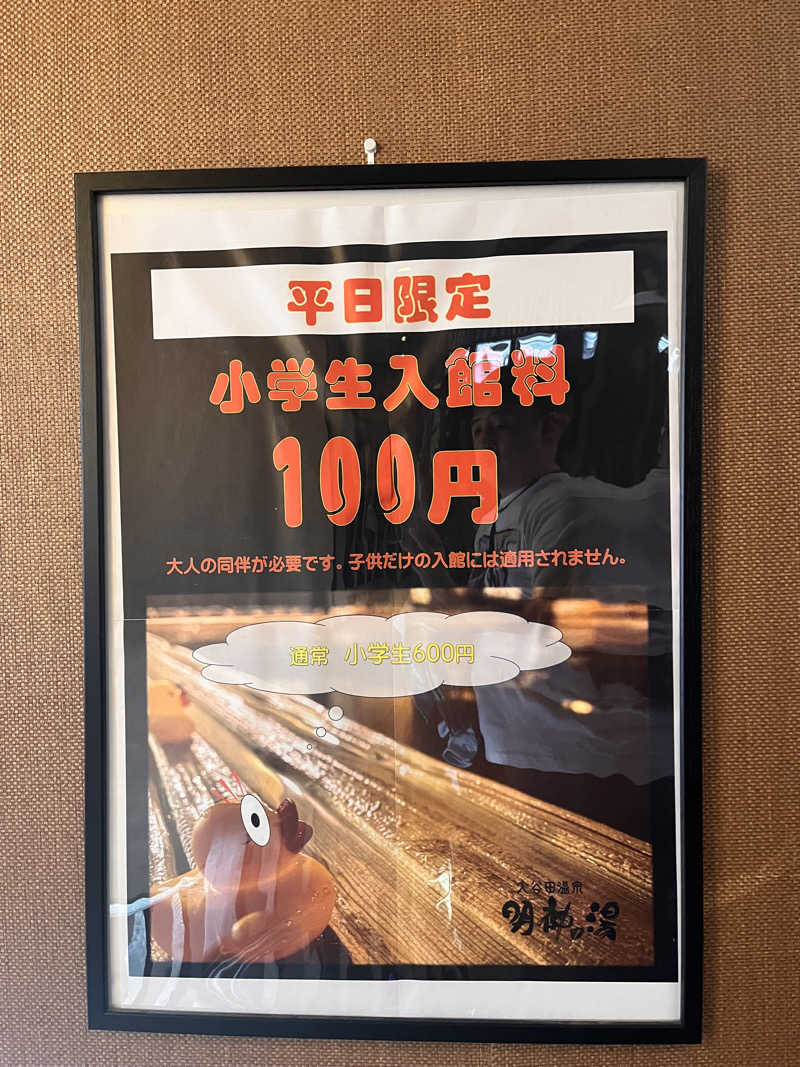 平日限定
小学生入館料
100円
大人の同伴が必要です。子供だけの入館には適用されません。
通常 小学生600円
大谷田温泉
明神の湯